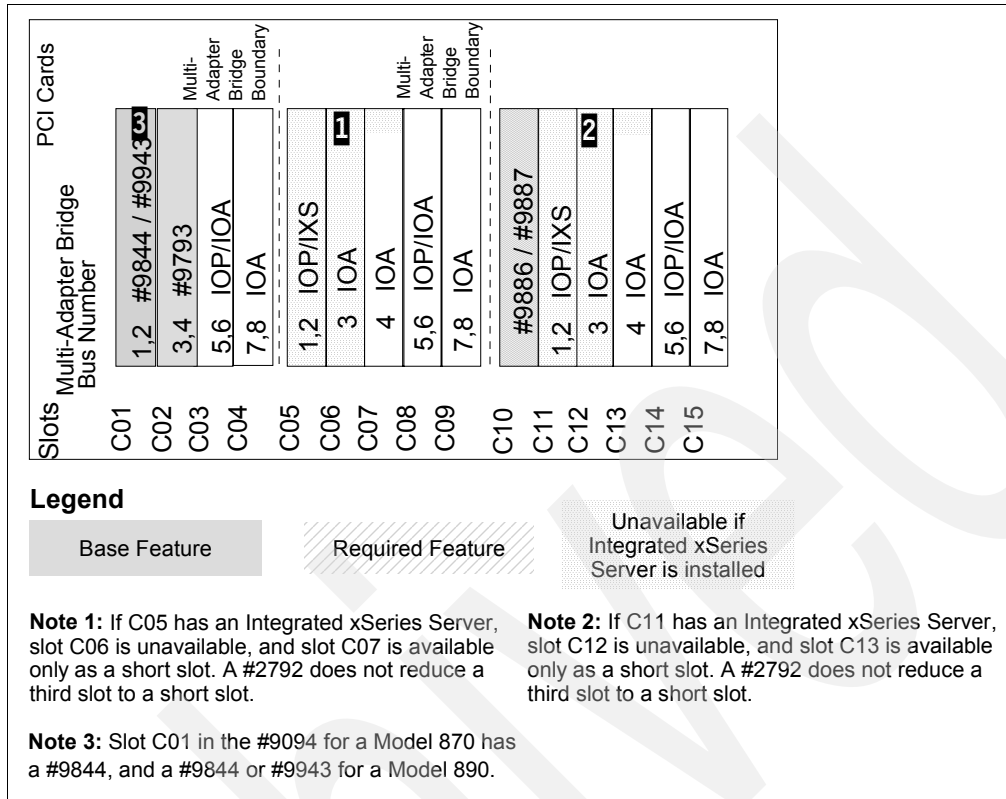 PCI Cards
Multi-
Adapter
Bridge
Boundary
Multi-
Adapter
Bridge
Boundary
Multi-Adapter Bridge
Bus Number
Slots
C01 1,2 #9844 / #9943 3
C02 3,4 #9793
C03 5,6 IOP/IOA
C04 7,8 IOA
C05 1,2 IOP/IXS
C06 3 IOA 1
C07 4 IOA
C08 5,6 IOP/IOA
C09 7,8 IOA
C10 #9886 / #9887
C11 1,2 IOP/IXS
C12 3 IOA 2
C13 4 IOA
C14 5,6 IOP/IOA
C15 7,8 IOA
Legend
Base Feature
Required Feature
Unavailable if
Integrated xSeries
Server is installed
Note 1: If C05 has an Integrated xSeries Server,
slot C06 is unavailable, and slot C07 is available
only as a short slot. A #2792 does not reduce a
third slot to a short slot.
Note 2: If C11 has an Integrated xSeries Server,
slot C12 is unavailable, and slot C13 is available
only as a short slot. A #2792 does not reduce a
third slot to a short slot.
Note 3: Slot C01 in the #9094 for a Model 870 has
a #9844, and a #9844 or #9943 for a Model 890.